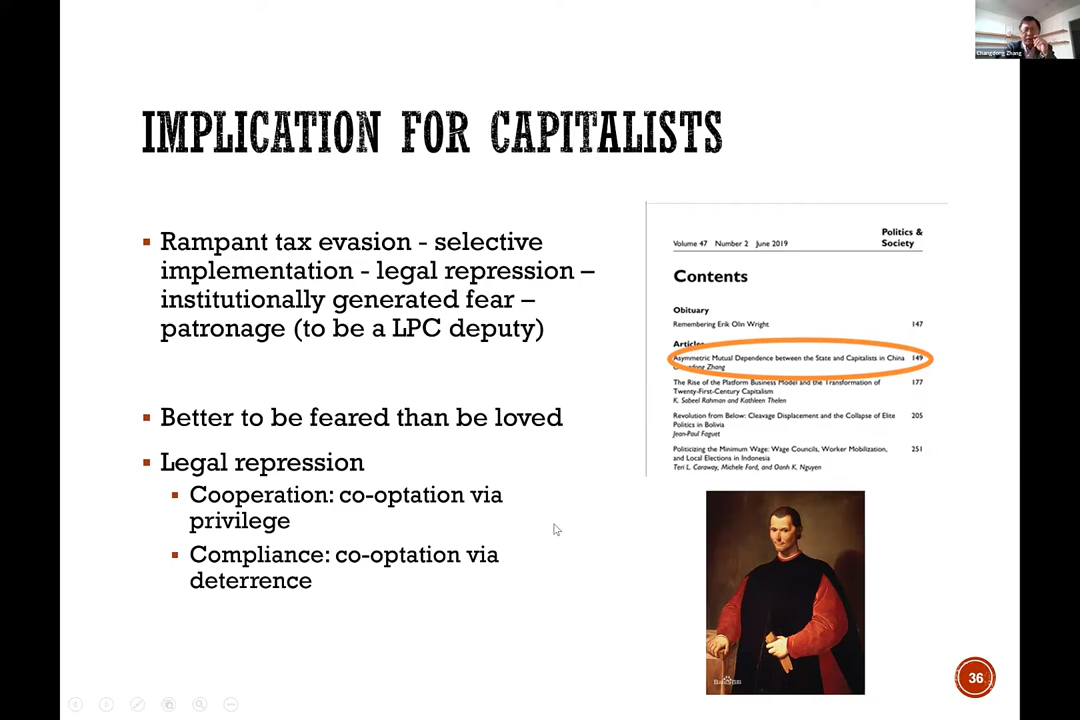 Changdong Zhang
IMPLICATION FOR CAPITALISTS
▪ Rampant tax evasion - selective
implementation - legal repression –
institutionally generated fear –
patronage (to be a LPC deputy)
▪ Better to be feared than be loved
▪ Legal repression
▪ Cooperation: co-optation via
privilege
▪ Compliance: co-optation via
deterrence
Politics &
Society
Volume 47 Number 2 June 2019
Contents
Obituary
Remembering Erik Olin Wright 147
Articles
Asymmetric Mutual Dependence between the State and Capitalists in China 149
Changdong Zhang
The Rise of the Platform Business Model and the Transformation of 177
Twenty-First-Century Capitalism
K. Sabeel Rahman and Kathleen Thelen
Revolution from Below: Cleavage Displacement and the Collapse of Elite 205
Politics in Bolivia
Jean-Paul Faguet
Politicizing the Minimum Wage: Wage Councils, Worker Mobilization, 251
and Local Elections in Indonesia
Teri L. Caraway, Michele Ford, and Oanh K. Nguyen
36